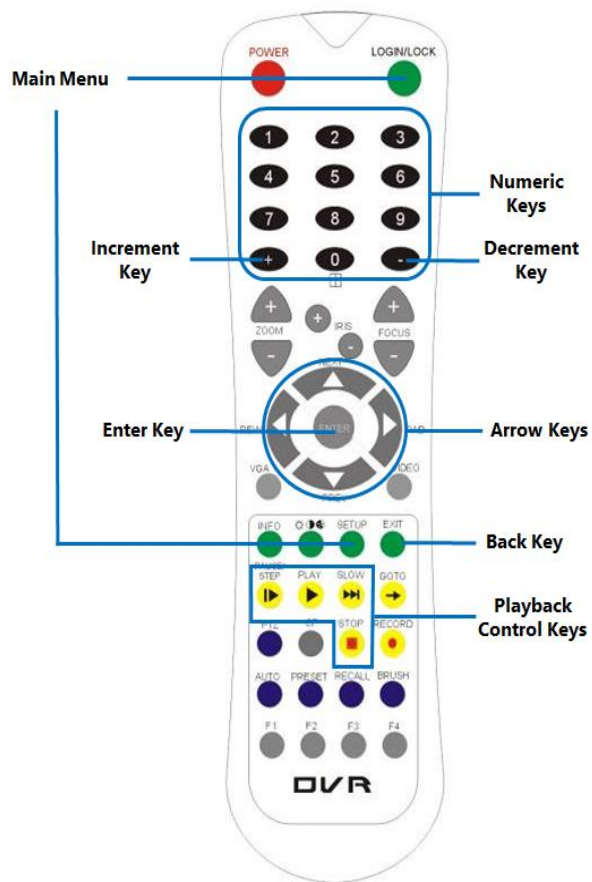 POWER
LOGIN/LOCK
Main Menu
1 2 3
4 5 6
7 8 9
+ 0 -
Numeric
Keys
Increment
Key
Decrement
Key
+ + +
ZOOM IRIS FOCUS
- - -
Enter Key
ENTER
Arrow Keys
VGA
INFO SETUP EXIT
Back Key
STEP PLAY SLOW GOTO
Playback
Control Keys
STOP RECORD
AUTO PRESET RECALL BRUSH
F1 F2 F3 F4
DVR